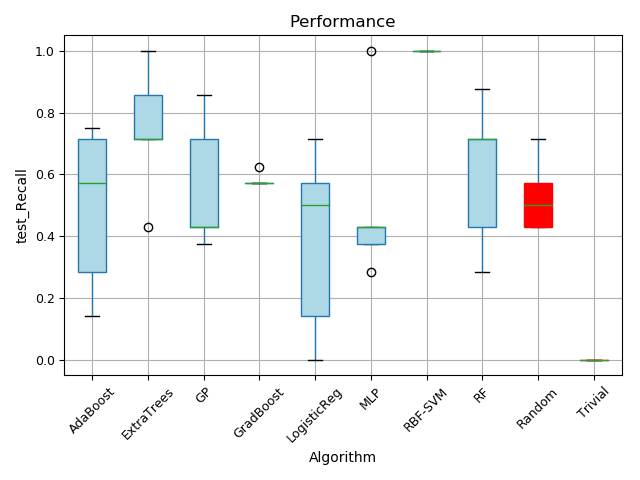 Performance
test_Recall
1.0
0.8
0.6
0.4
0.2
0.0
AdaBoost
ExtraTrees
GP
GradBoost
LogisticReg
MLP
RBF-SVM
RF
Random
Trivial
Algorithm